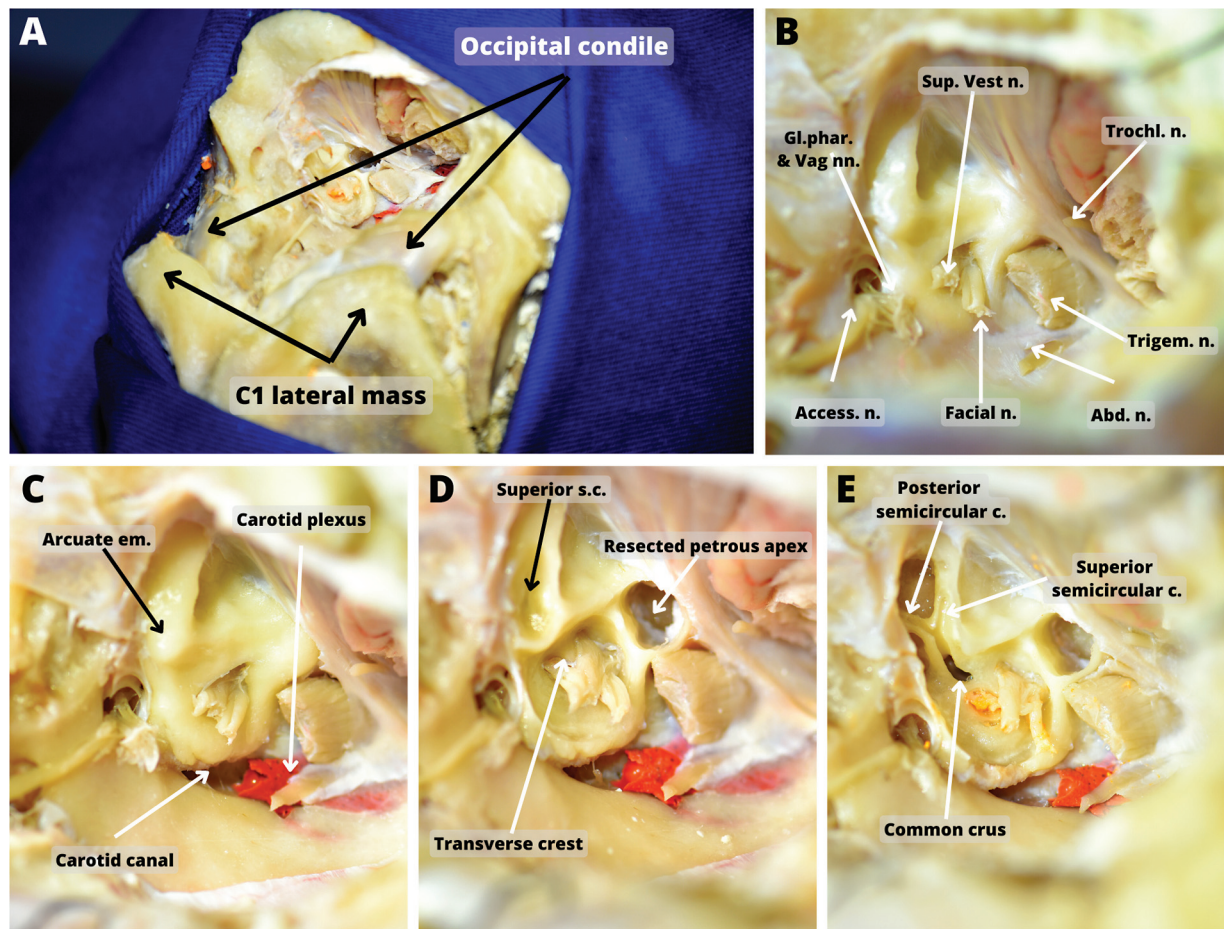 A
Occipital condile
C1 lateral mass
B
Sup. Vest n.
Gl.phar.
& Vag nn.
Trochl. n.
Trigem. n.
Access. n.
Facial n.
Abd. n.
C
Arcuate em.
Carotid plexus
Carotid canal
D
Superior s.c.
Resected petrous apex
Transverse crest
E
Posterior
semicircular c.
Superior
semicircular c.
Common crus